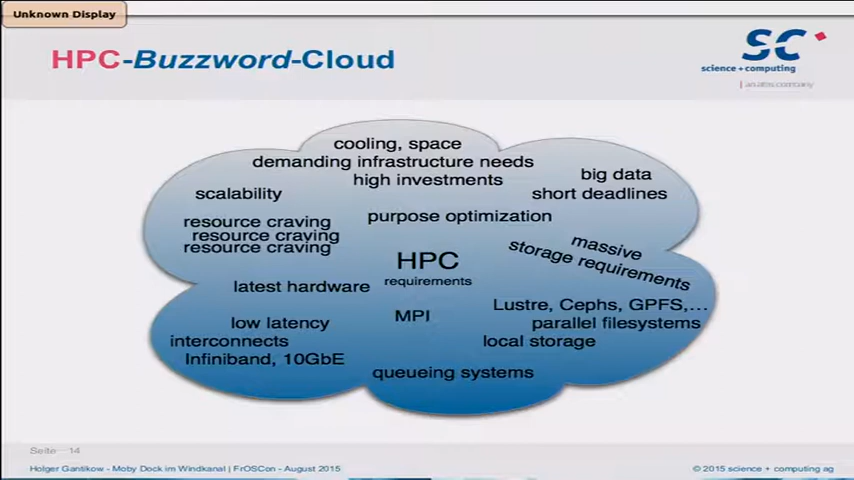 Unknown Display
HPC-Buzzword-Cloud
SC
science + computing
cooling, space
demanding infrastructure needs
high investments
big data
short deadlines
scalability
purpose optimization
resource craving
resource craving
resource craving
massive
storage requirements
HPC
requirements
latest hardware
Lustre, Cephs, GPFS,...
parallel filesystems
local storage
MPI
low latency
interconnects
Infiniband, 10GbE
queueing systems
Seite 14
Holger Gantikow - Moby Dock im Windkanal | FrOSCon - August 2015
© 2015 science + computing ag